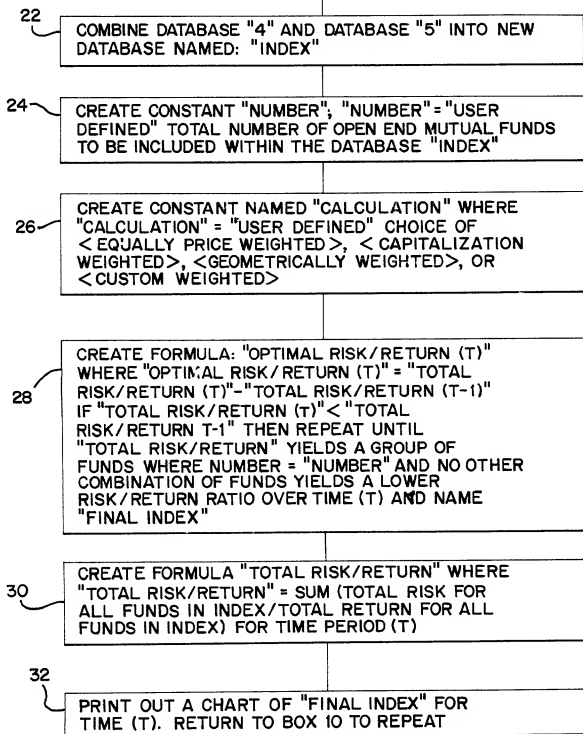 22
COMBINE DATABASE "4" AND DATABASE "5" INTO NEW
DATABASE NAMED: "INDEX"
24
CREATE CONSTANT "NUMBER"; "NUMBER"="USER
DEFINED" TOTAL NUMBER OF OPEN END MUTUAL FUNDS
TO BE INCLUDED WITHIN THE DATABASE "INDEX"
26
CREATE CONSTANT NAMED "CALCULATION" WHERE
"CALCULATION" = "USER DEFINED" CHOICE OF
<EQUALLY PRICE WEIGHTED>, <CAPITALIZATION
WEIGHTED>, <GEOMETRICALLY WEIGHTED>, OR
<CUSTOM WEIGHTED>
28
CREATE FORMULA: "OPTIMAL RISK/RETURN (T)"
WHERE "OPTIMAL RISK/RETURN (T)" = "TOTAL
RISK/RETURN (T)"-"TOTAL RISK/RETURN (T-1)"
IF "TOTAL RISK/RETURN (T)"< "TOTAL
RISK/RETURN T-1" THEN REPEAT UNTIL
"TOTAL RISK/RETURN" YIELDS A GROUP OF
FUNDS WHERE NUMBER = "NUMBER" AND NO OTHER
COMBINATION OF FUNDS YIELDS A LOWER
RISK/RETURN RATIO OVER TIME (T) AND NAME
"FINAL INDEX"
30
CREATE FORMULA "TOTAL RISK/RETURN" WHERE
"TOTAL RISK/RETURN" = SUM (TOTAL RISK FOR
ALL FUNDS IN INDEX/TOTAL RETURN FOR ALL
FUNDS IN INDEX) FOR TIME PERIOD (T)
32
PRINT OUT A CHART OF "FINAL INDEX" FOR
TIME (T). RETURN TO BOX 10 TO REPEAT